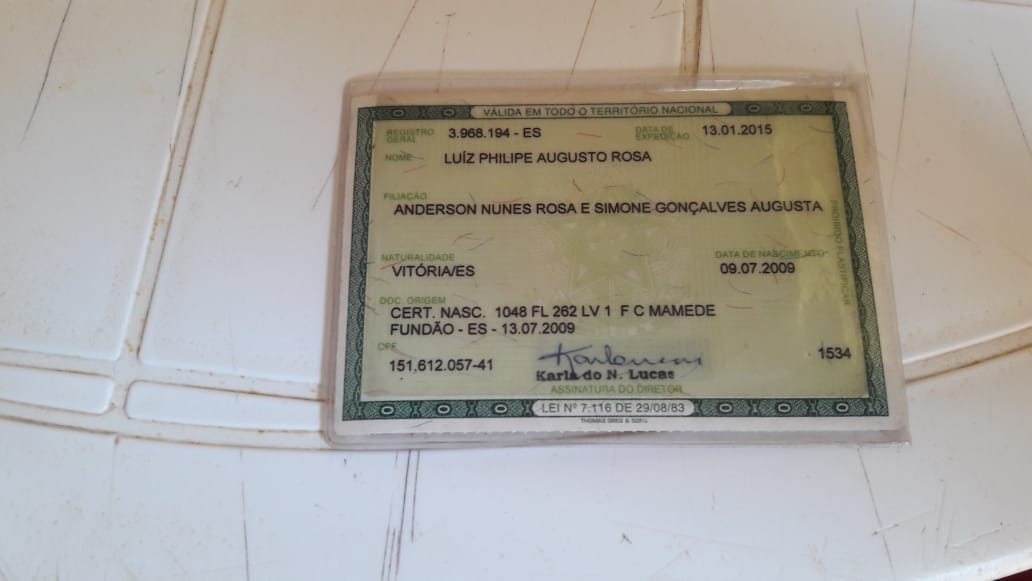 VÁLIDA EM TODO O TERRITÓRIO NACIONAL
REGISTRO GERAL 3.968.194 - ES DATA DE EXPEDIÇÃO 13.01.2015
NOME LUÍZ PHILIPE AUGUSTO ROSA
FILIAÇÃO
ANDERSON NUNES ROSA E SIMONE GONÇALVES AUGUSTA
NATURALIDADE DATA DE NASCIMENTO
VITÓRIA/ES 09.07.2009
DOC. ORIGEM
CERT. NASC. 1048 FL 262 LV 1 F C MAMEDE
FUNDÃO - ES - 13.07.2009
CPF
151.612.057-41 1534
Karla do N. Lucas
ASSINATURA DO DIRETOR
LEI Nº 7.116 DE 29/08/83
THOMAS GREG & SONS
PROIBIDO PLASTIFICAR